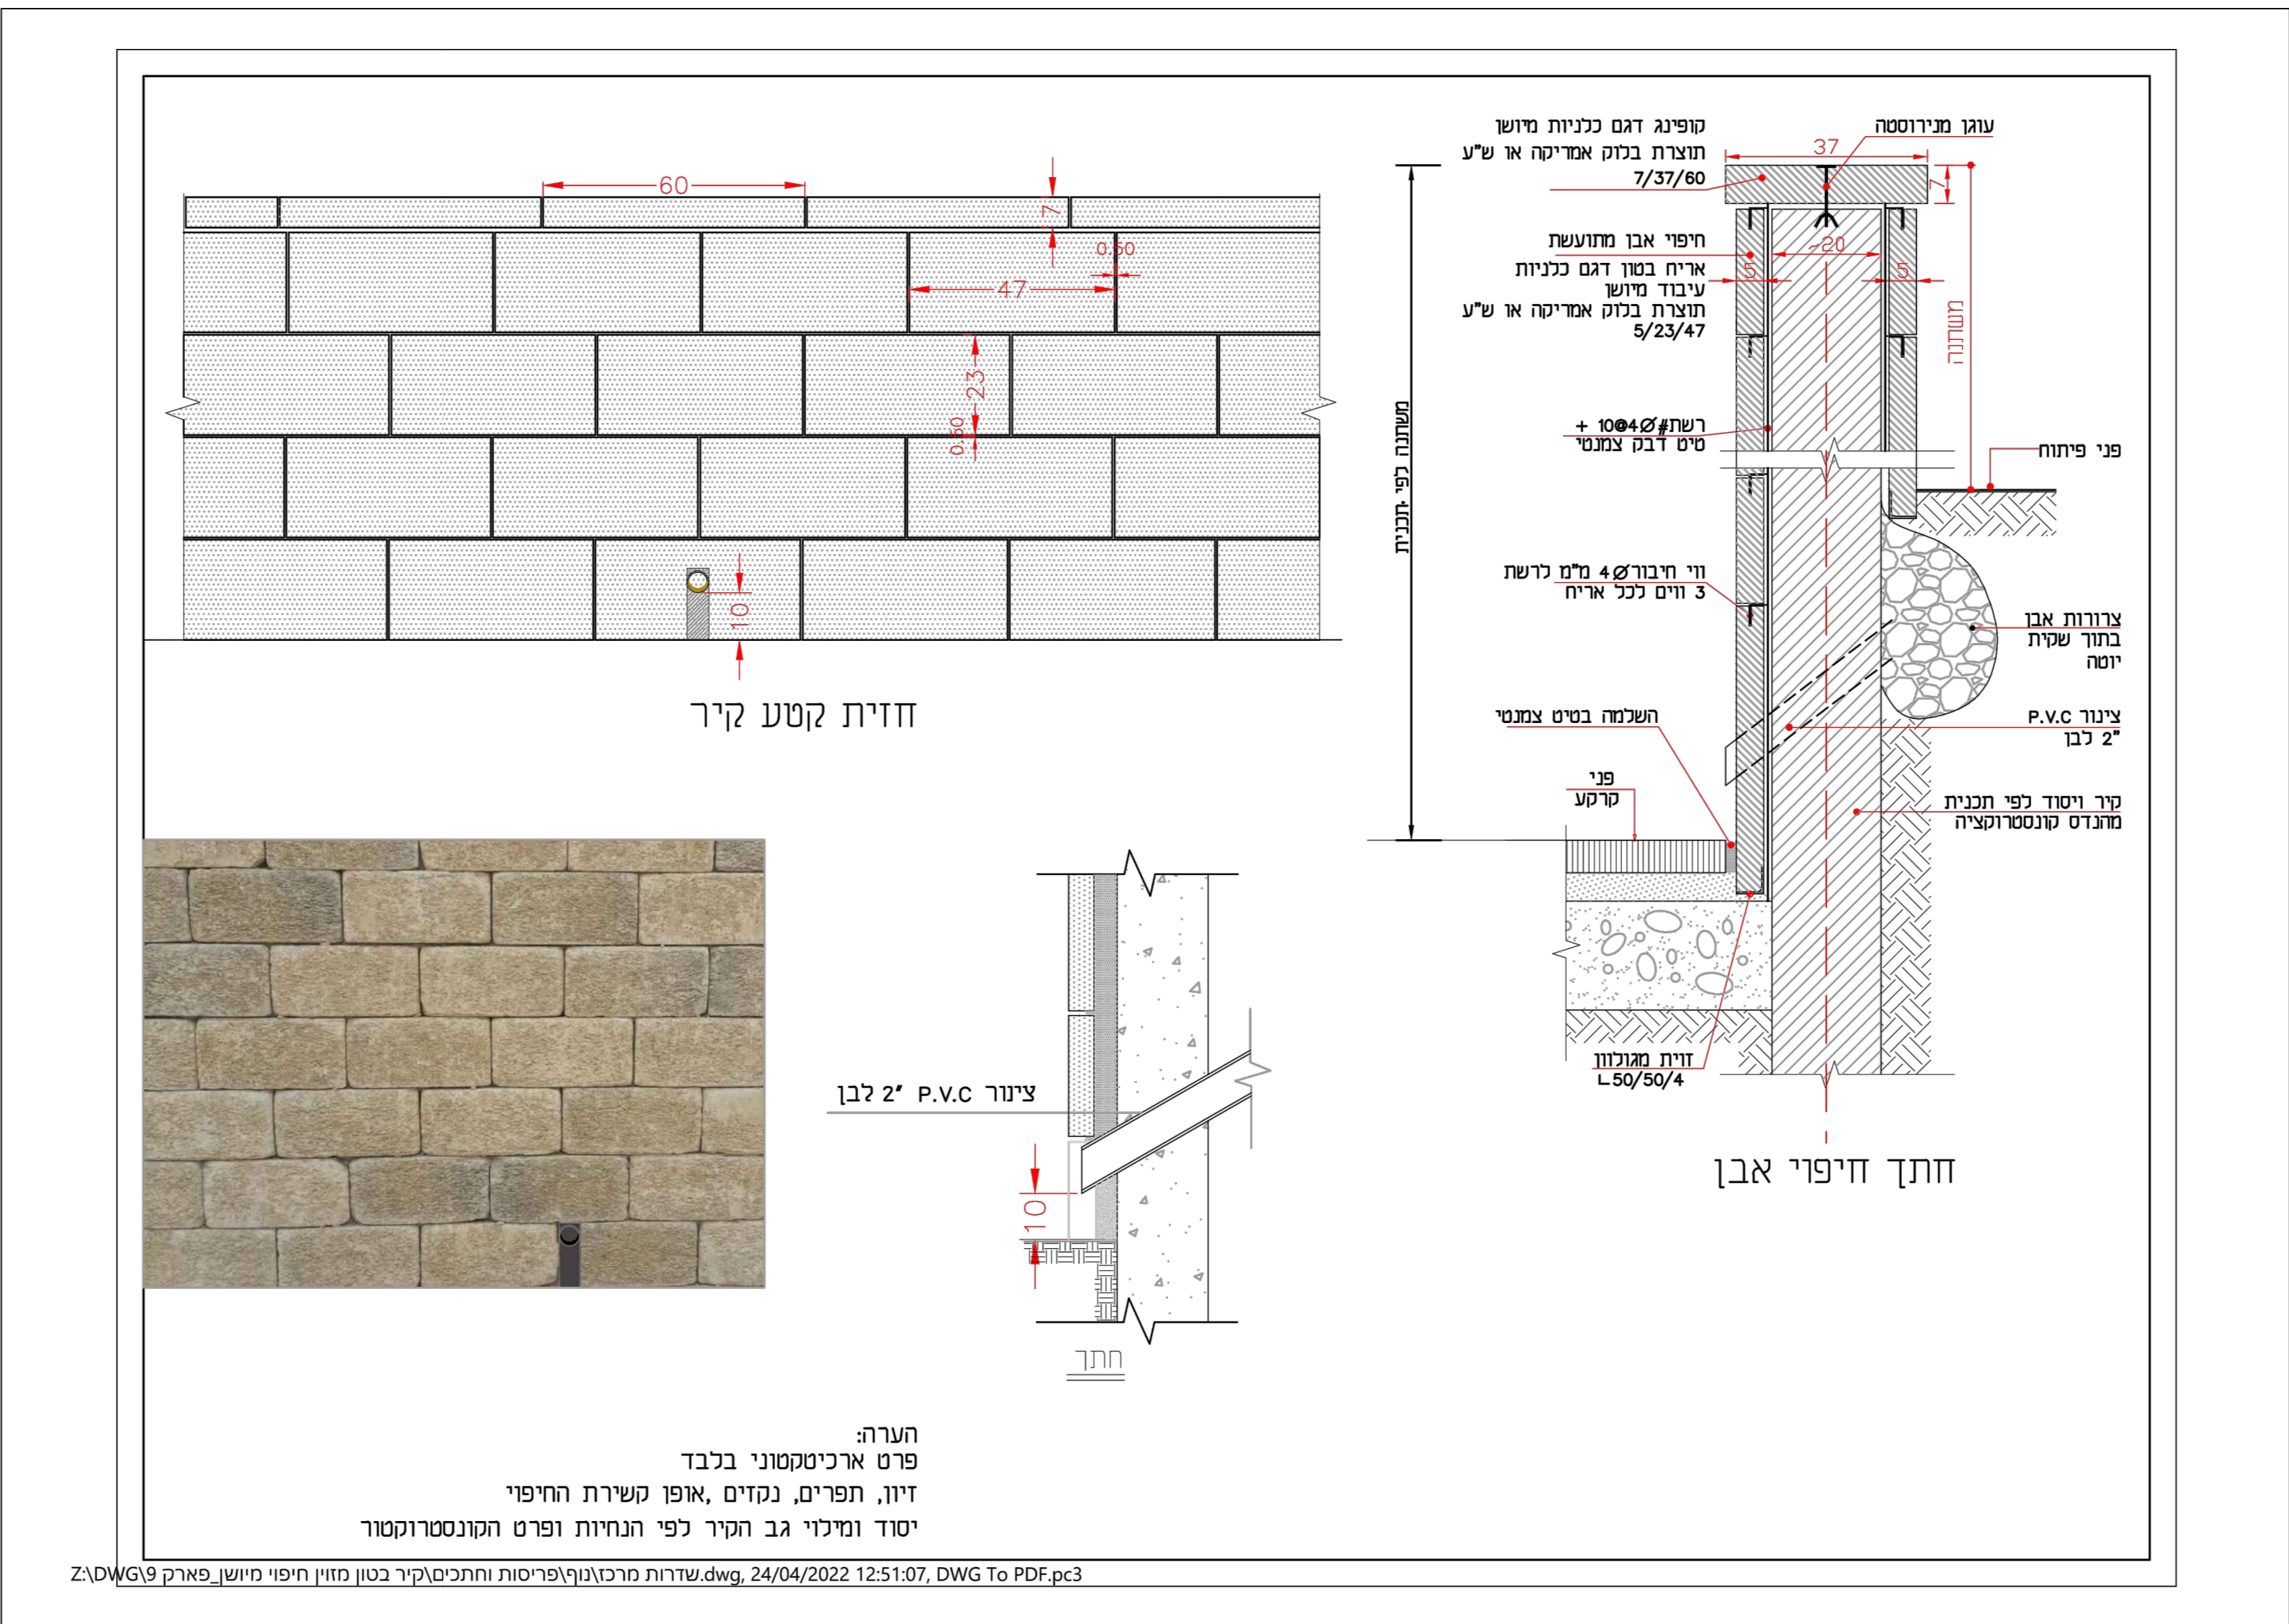 קופינג דגם כלניות מיושן
תוצרת בלוק אמריקה או ש"ע
7/37/60
עוגן מנירוסטה
37
7
חיפוי אבן מתועשת
אריח בטון דגם כלניות
עיבוד מיושן
תוצרת בלוק אמריקה או ש"ע
5/23/47
~20
5
5
משתנה
משתנה לפי תכנית
רשת#∅4@10 +
טיט דבק צמנטי
פני פיתוח
ווי חיבור∅4 מ"מ לרשת
3 ווים לכל אריח
צרורות אבן
בתוך שקית
יוטה
השלמה בטיט צמנטי
צינור P.V.C
2" לבן
פני
קרקע
קיר ויסוד לפי תכנית
מהנדס קונסטרוקציה
זוית מגולוון
L50/50/4
חתך חיפוי אבן
60
7
0.50
47
23
0.50
10
חזית קטע קיר
צינור P.V.C 2" לבן
10
חתך
הערה:
פרט ארכיטקטוני בלבד
זיון, תפרים, נקזים ,אופן קשירת החיפוי
יסוד ומילוי גב הקיר לפי הנחיות ופרט הקונסטרוקטור
Z:\DWG\9 שדרות מרכז\נוף\פריסות וחתכים\קיר בטון מזוין חיפוי מיושן_פארק.dwg, 24/04/2022 12:51:07, DWG To PDF.pc3